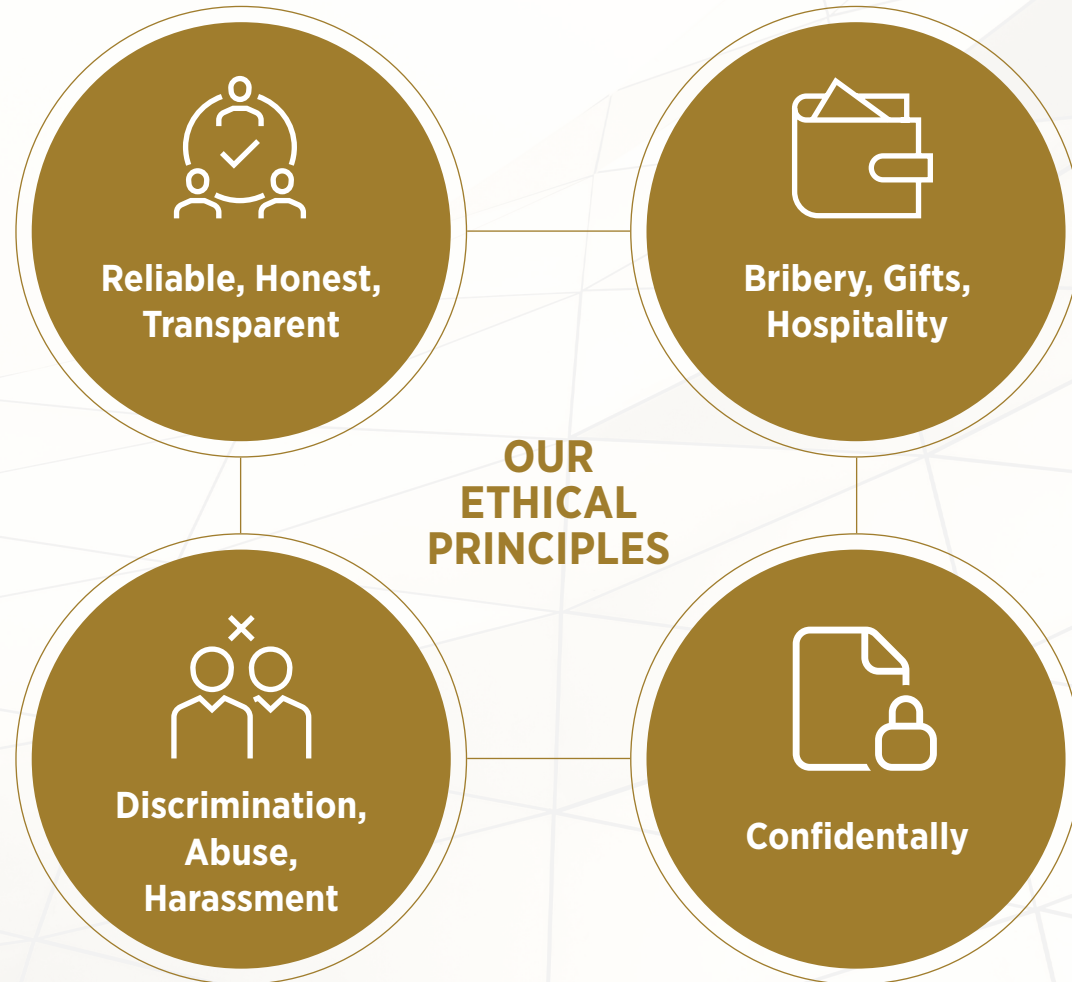 Reliable, Honest,
Transparent
Bribery, Gifts,
Hospitality
OUR
ETHICAL
PRINCIPLES
Discrimination,
Abuse,
Harassment
Confidentally